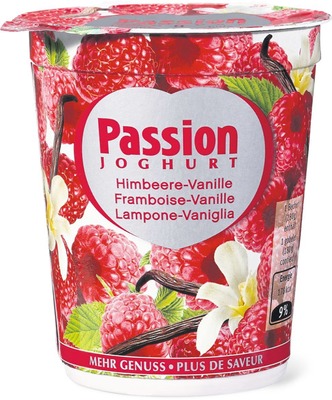 Passion
JOGHURT
Himbeere-Vanille
Framboise-Vanille
Lampone-Vaniglia
9%
MEHR GENUSS • PLUS DE SAVEUR